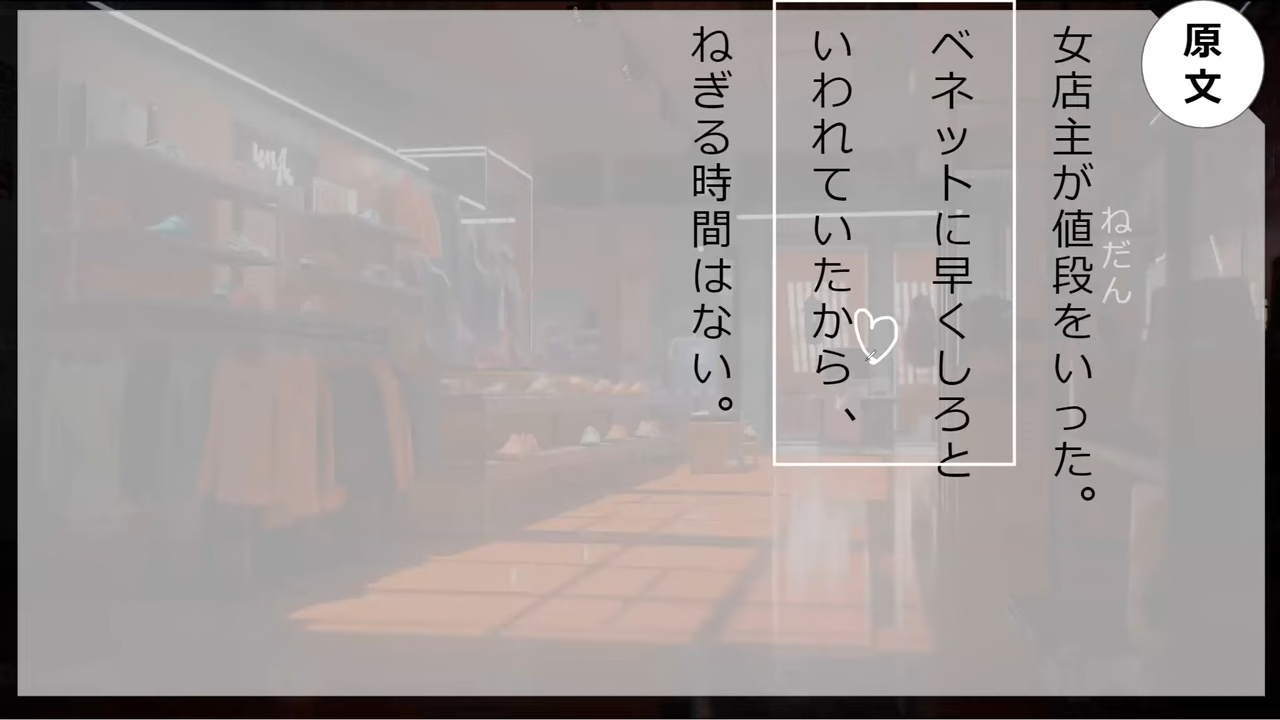 原文
女店主が値段をいった。
ねだん
ベネットに早くしろと
いわれていたから、
ねぎる時間はない。